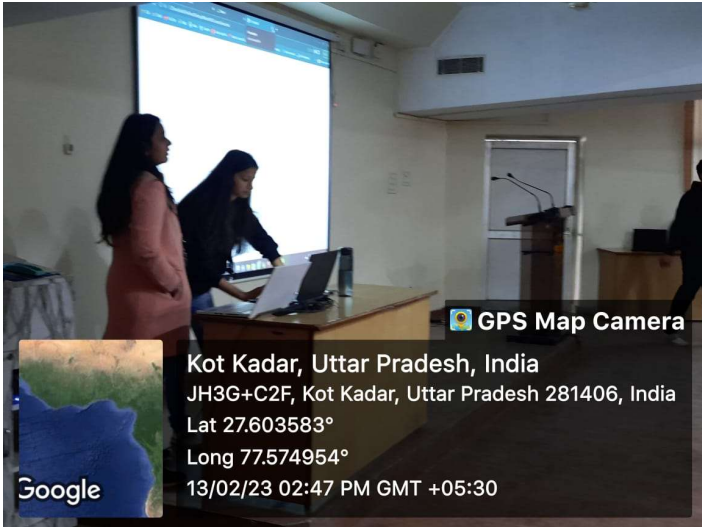 GPS Map Camera
Kot Kadar, Uttar Pradesh, India
JH3G+C2F, Kot Kadar, Uttar Pradesh 281406, India
Lat 27.603583°
Long 77.574954°
13/02/23 02:47 PM GMT +05:30
Google